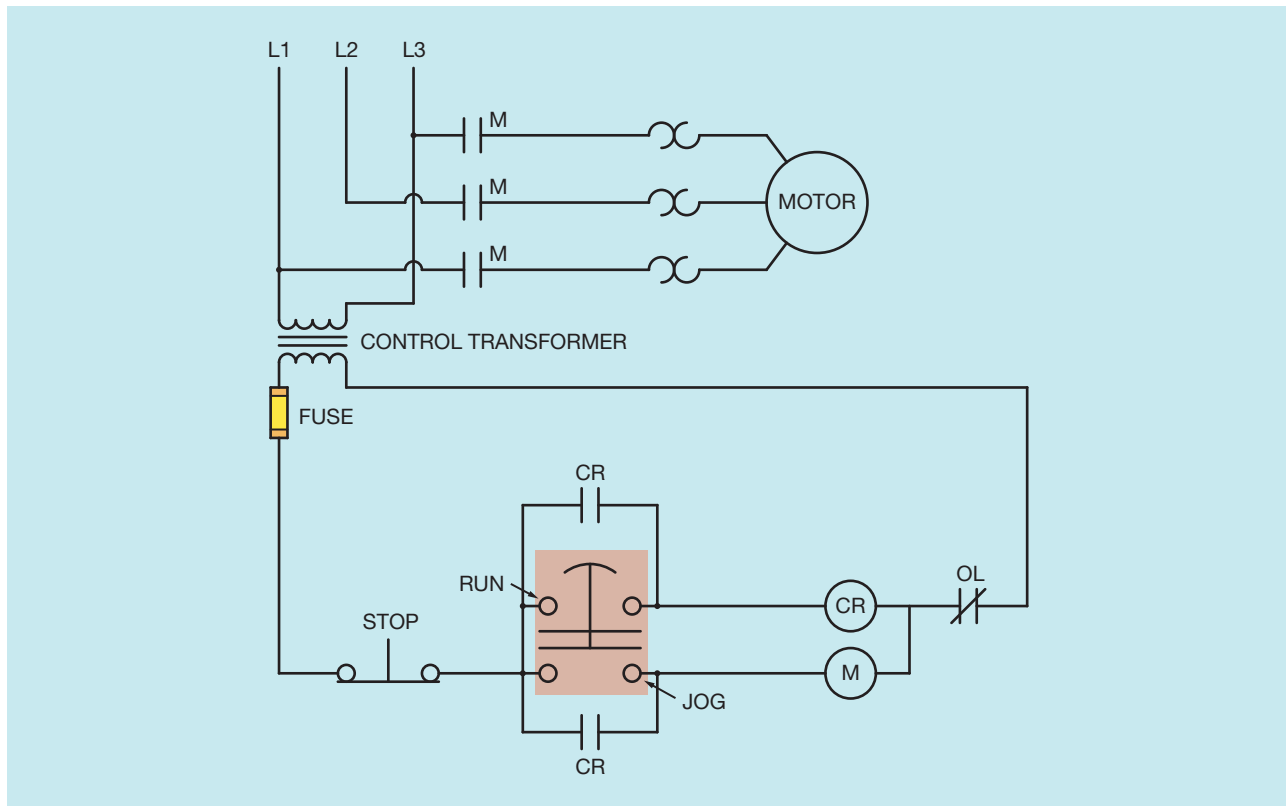 L1 L2 L3
M
M
MOTOR
M
CONTROL TRANSFORMER
FUSE
CR
RUN
OL
CR
STOP
M
JOG
CR